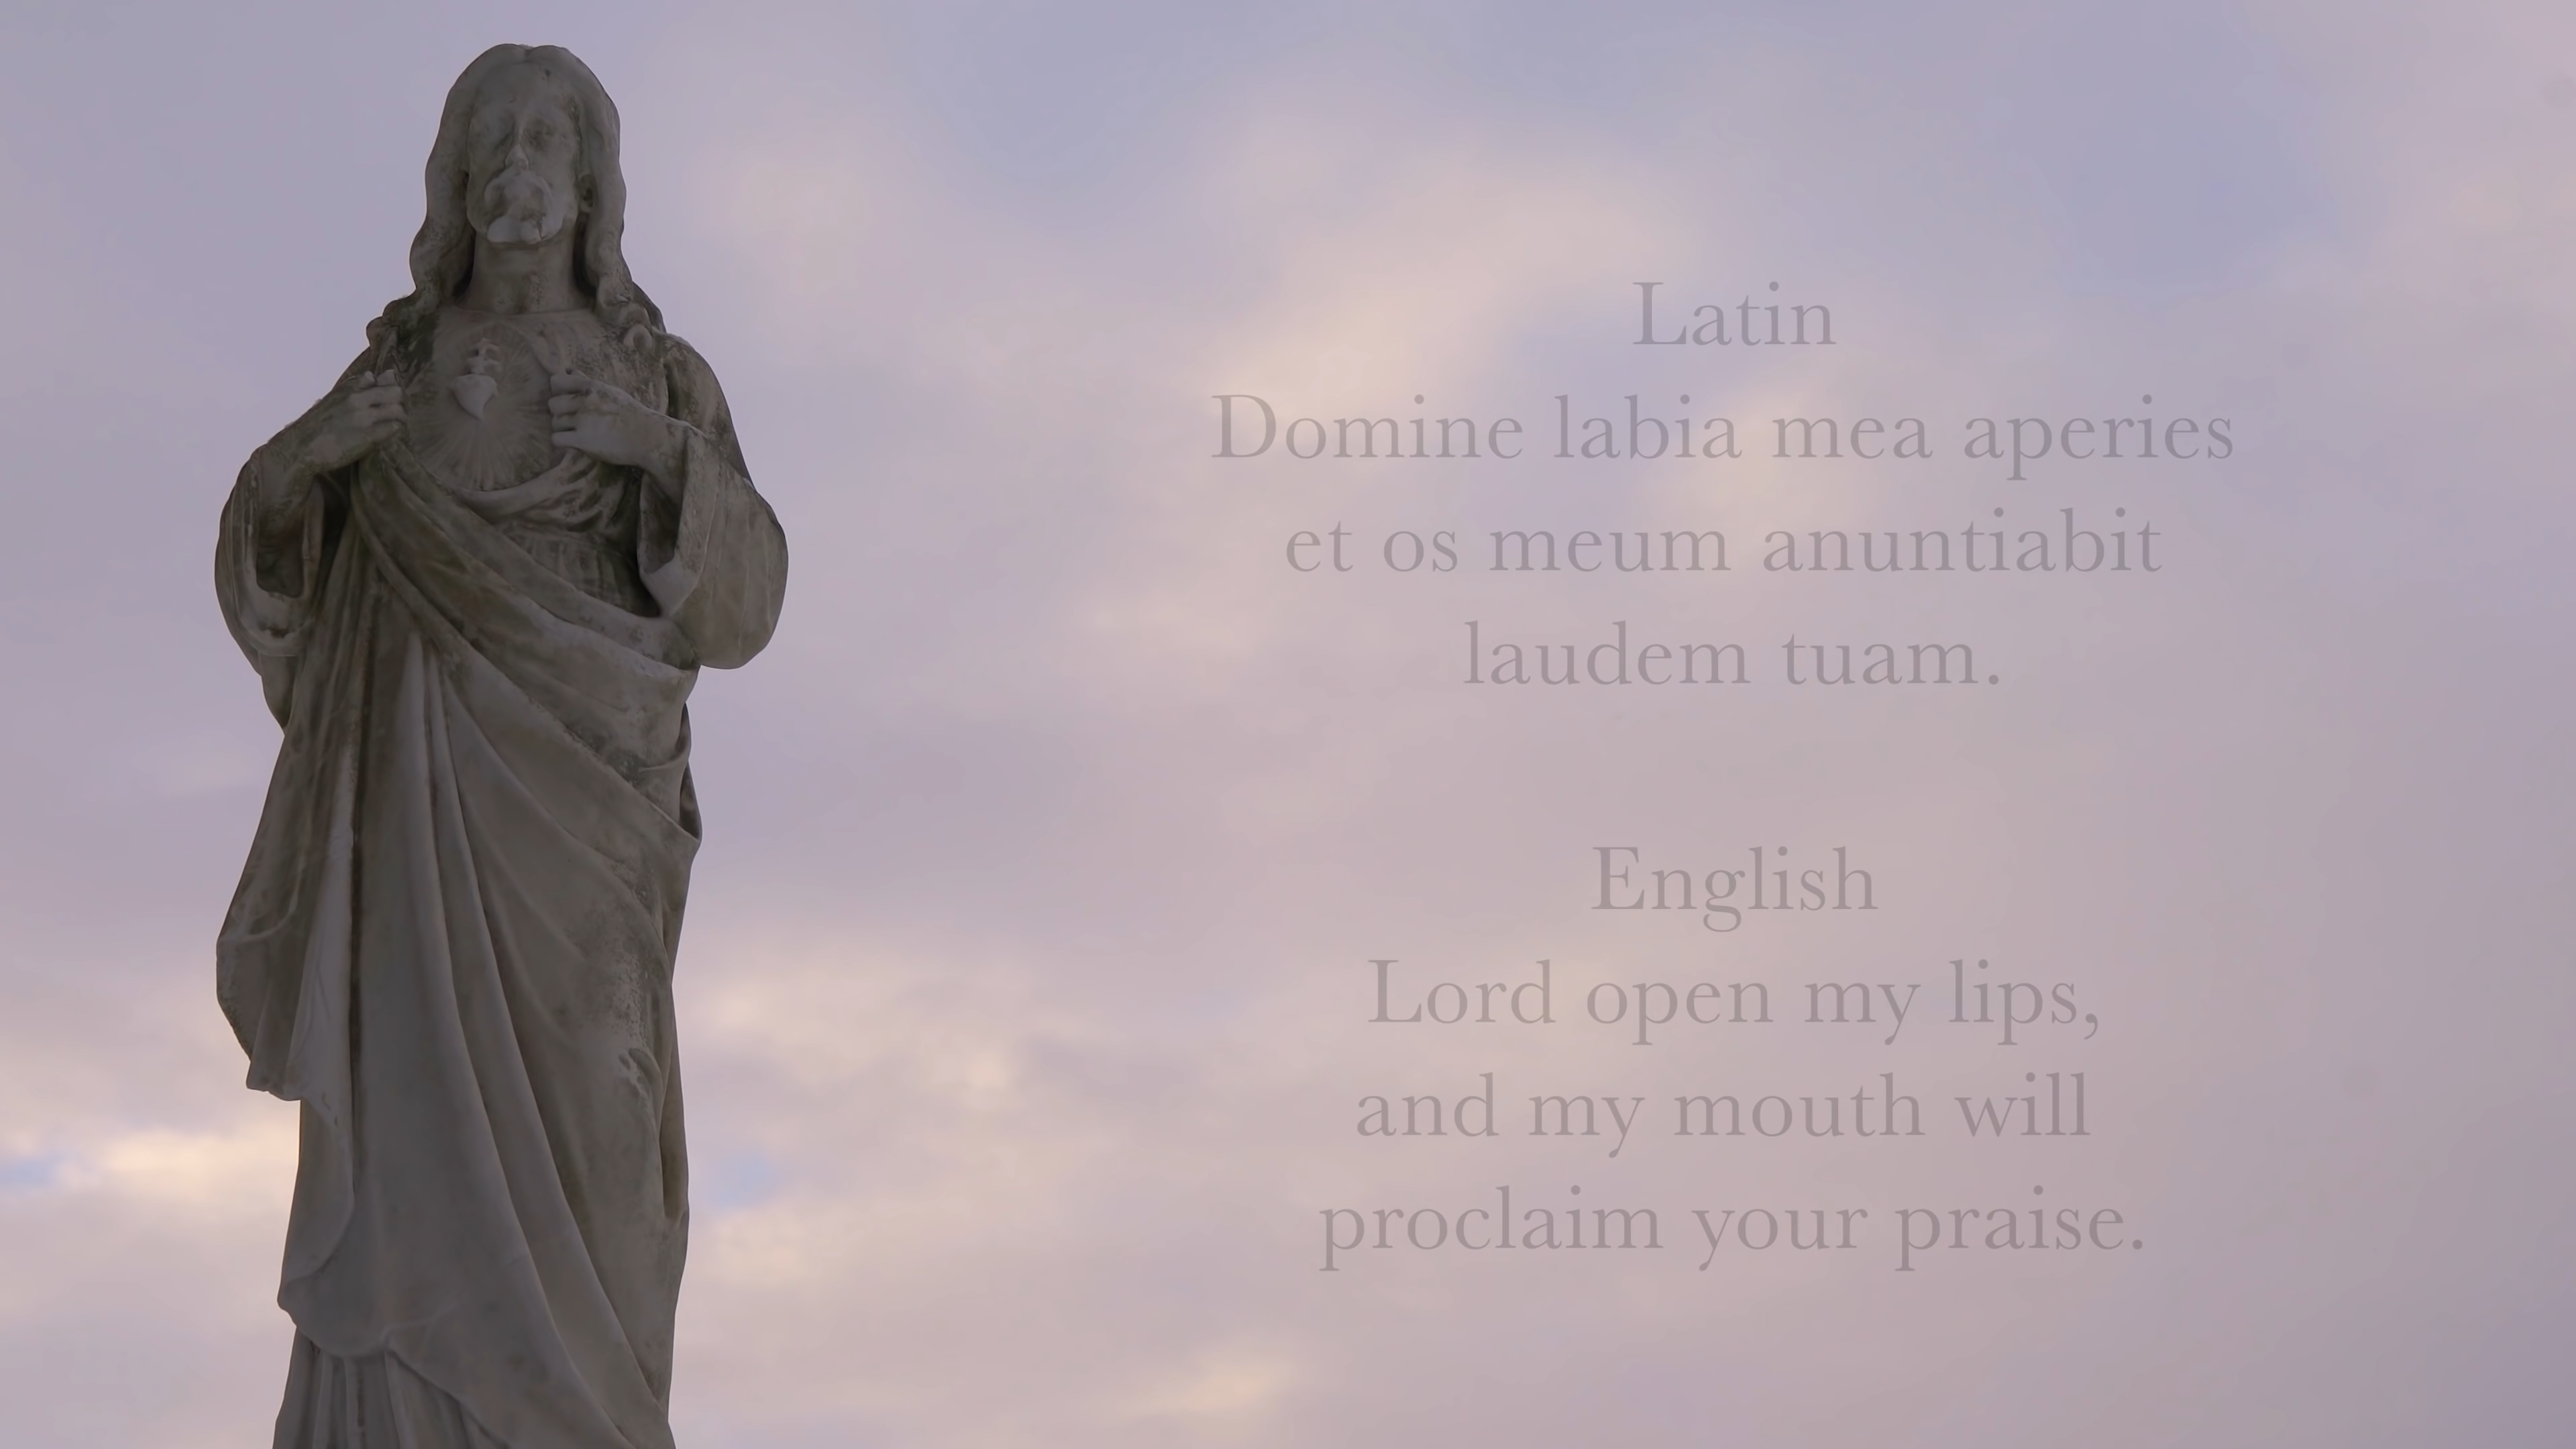 Latin
Domine labia mea aperies
et os meum anuntiabit
laudem tuam.
English
Lord open my lips,
and my mouth will
proclaim your praise.